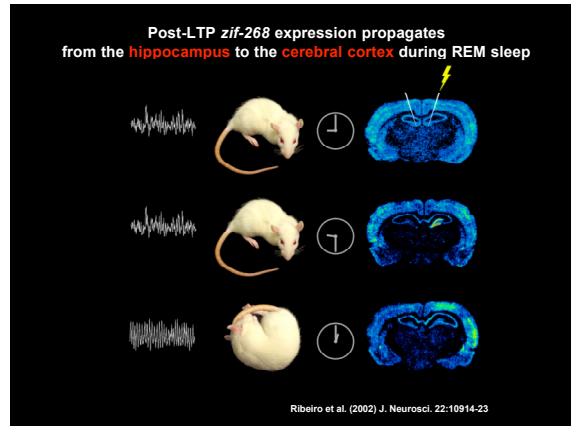 Post-LTP zif-268 expression propagates
from the hippocampus to the cerebral cortex during REM sleep
Ribeiro et al. (2002) J. Neurosci. 22:10914-23